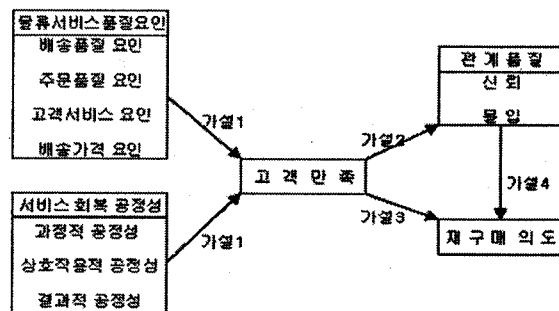 물류서비스품질요인
배송품질 요인
주문품질 요인
고객서비스 요인
배송가격 요인
서비스 회복 공정성
과정적 공정성
상호작용적 공정성
결과적 공정성
가설1
가설1
고 객 만 족
가설2
가설3
관 계 품 질
신 뢰
몰 입
가설4
재 구 매 의 도